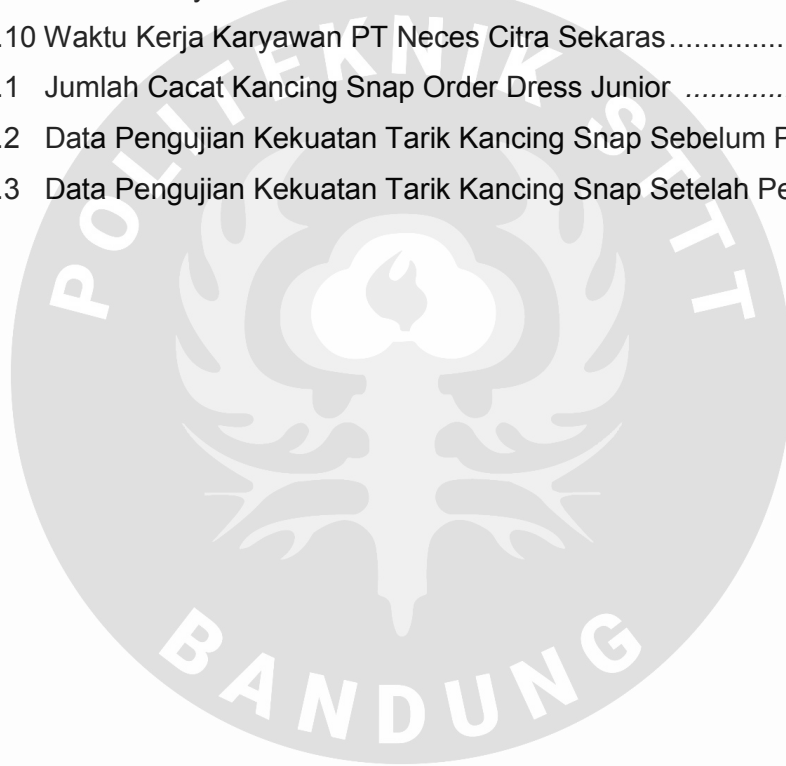 .10 Waktu Kerja Karyawan PT Neces Citra Sekaras..............
.1 Jumlah Cacat Kancing Snap Order Dress Junior ............
.2 Data Pengujian Kekuatan Tarik Kancing Snap Sebelum P
.3 Data Pengujian Kekuatan Tarik Kancing Snap Setelah Pe
POLITEKNIK STTT
BANDUNG